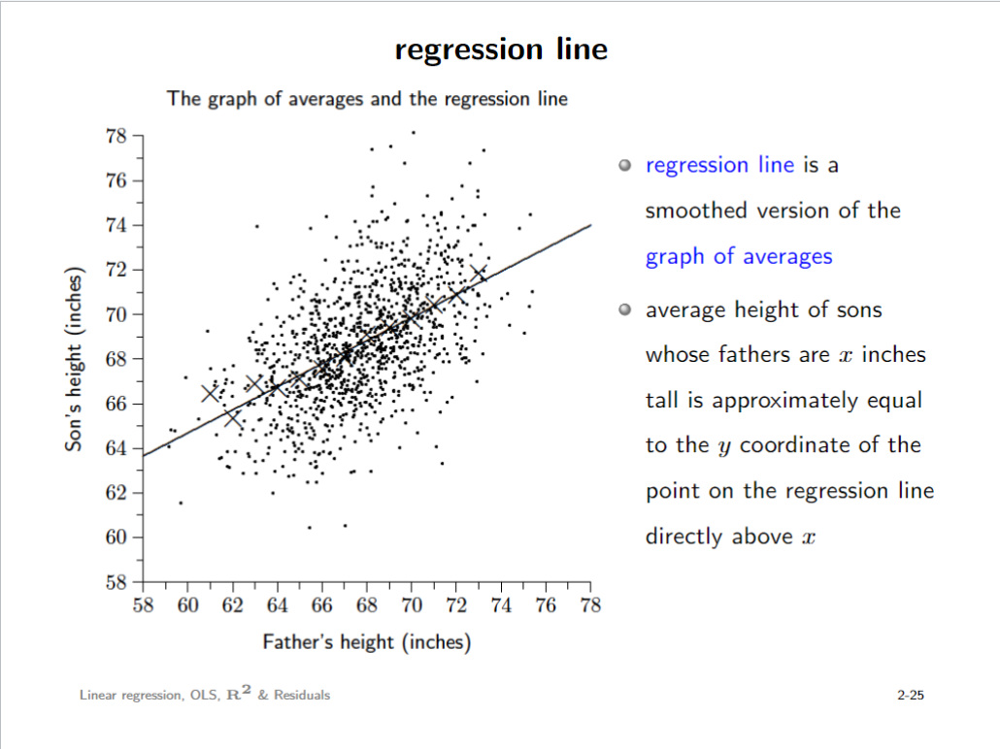 regression line
The graph of averages and the regression line
78
76
74
72
70
68
66
64
62
60
58
Son's height (inches)
58 60 62 64 66 68 70 72 74 76 78
Father's height (inches)
regression line is a
smoothed version of the
graph of averages
average height of sons
whose fathers are x inches
tall is approximately equal
to the y coordinate of the
point on the regression line
directly above x
Linear regression, OLS, R² & Residuals
2-25